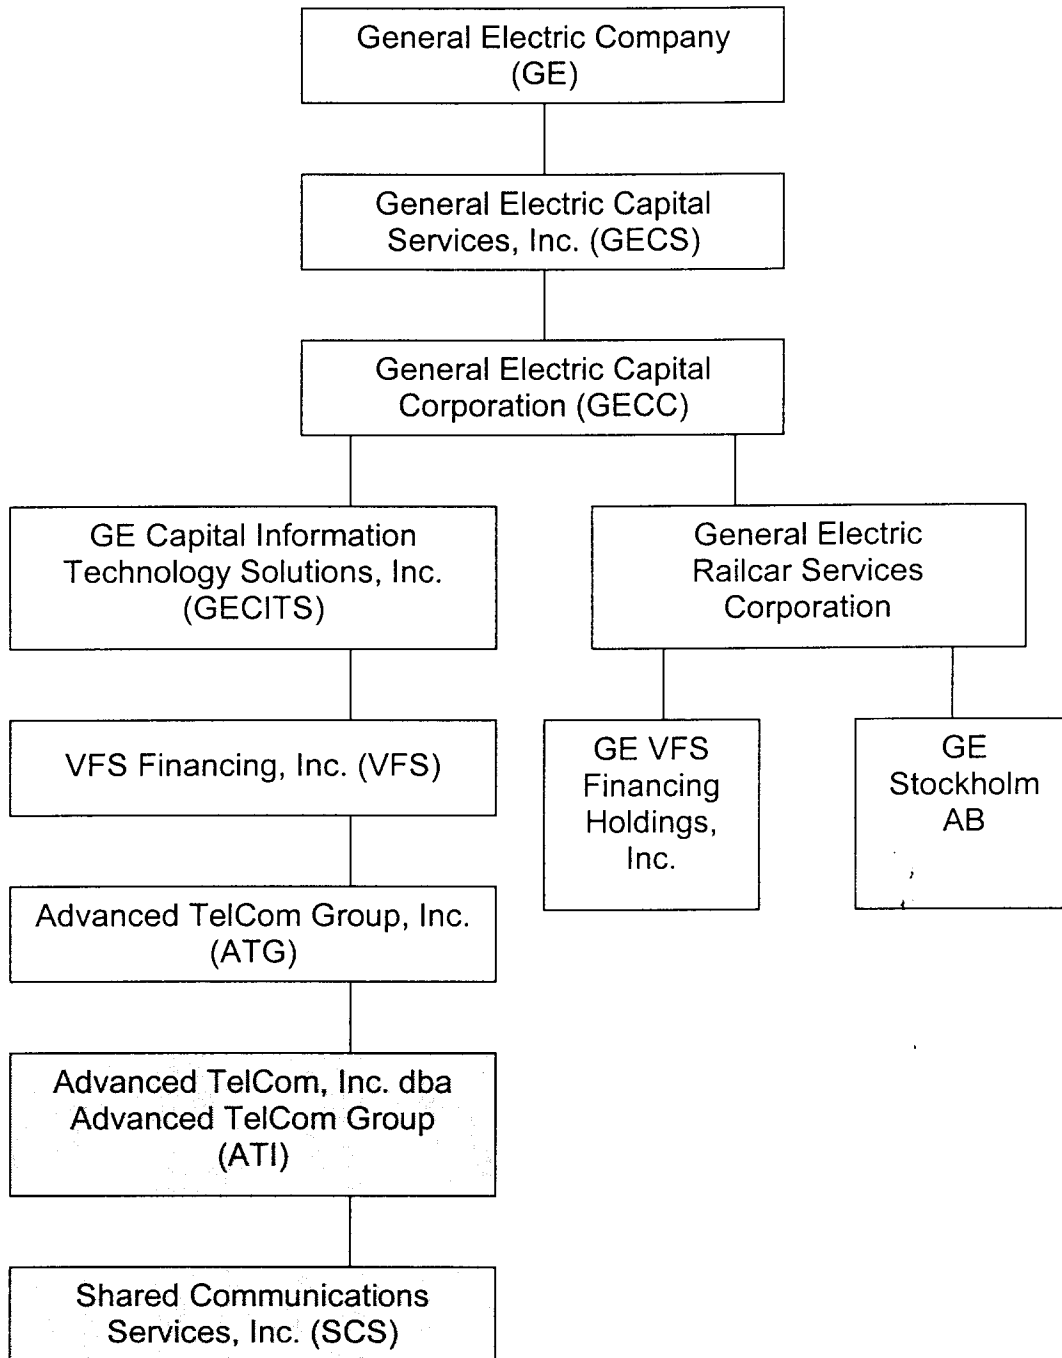 General Electric Company
(GE)
General Electric Capital
Services, Inc. (GECS)
General Electric Capital
Corporation (GECC)
GE Capital Information
Technology Solutions, Inc.
(GECITS)
General Electric
Railcar Services
Corporation
VFS Financing, Inc. (VFS)
GE VFS
Financing
Holdings,
Inc.
GE
Stockholm
AB
Advanced TelCom Group, Inc.
(ATG)
Advanced TelCom, Inc. dba
Advanced TelCom Group
(ATI)
Shared Communications
Services, Inc. (SCS)